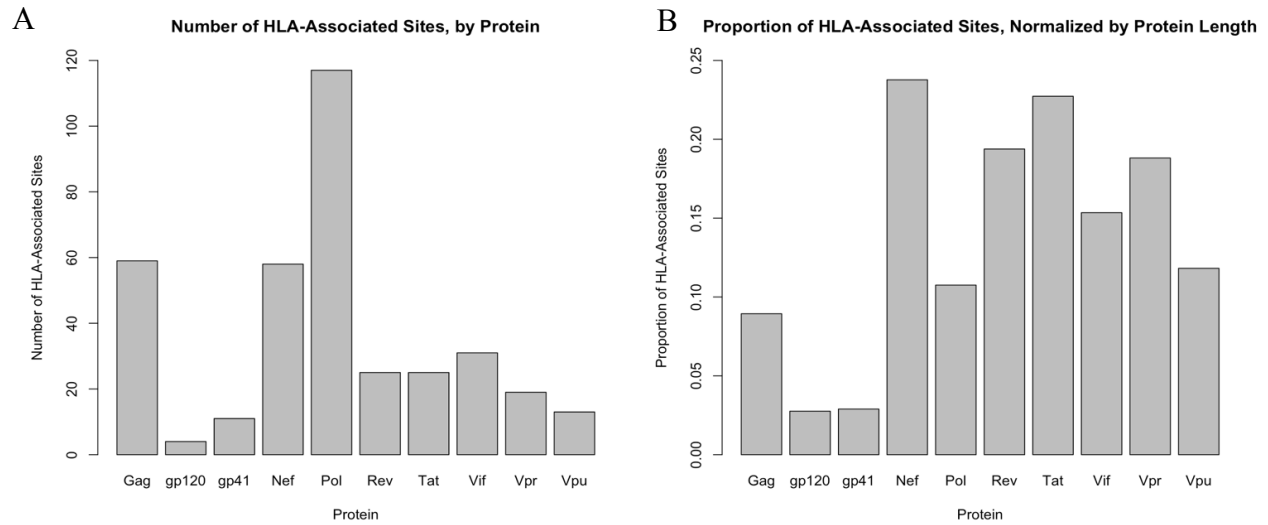 A
Number of HLA-Associated Sites, by Protein
Number of HLA-Associated Sites
120
100
80
60
40
20
0
Gag gp120 gp41 Nef Pol Rev Tat Vif Vpr Vpu
Protein
B
Proportion of HLA-Associated Sites, Normalized by Protein Length
Proportion of HLA-Associated Sites
0.25
0.20
0.15
0.10
0.05
0.00
Gag gp120 gp41 Nef Pol Rev Tat Vif Vpr Vpu
Protein